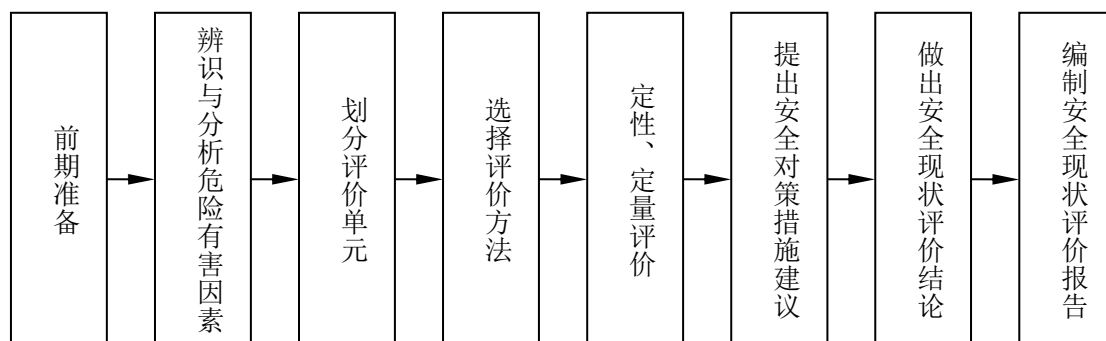 前期准备
辨识与分析危险有害因素
划分评价单元
选择评价方法
定性、定量评价
提出安全对策措施建议
做出安全现状评价结论
编制安全现状评价报告